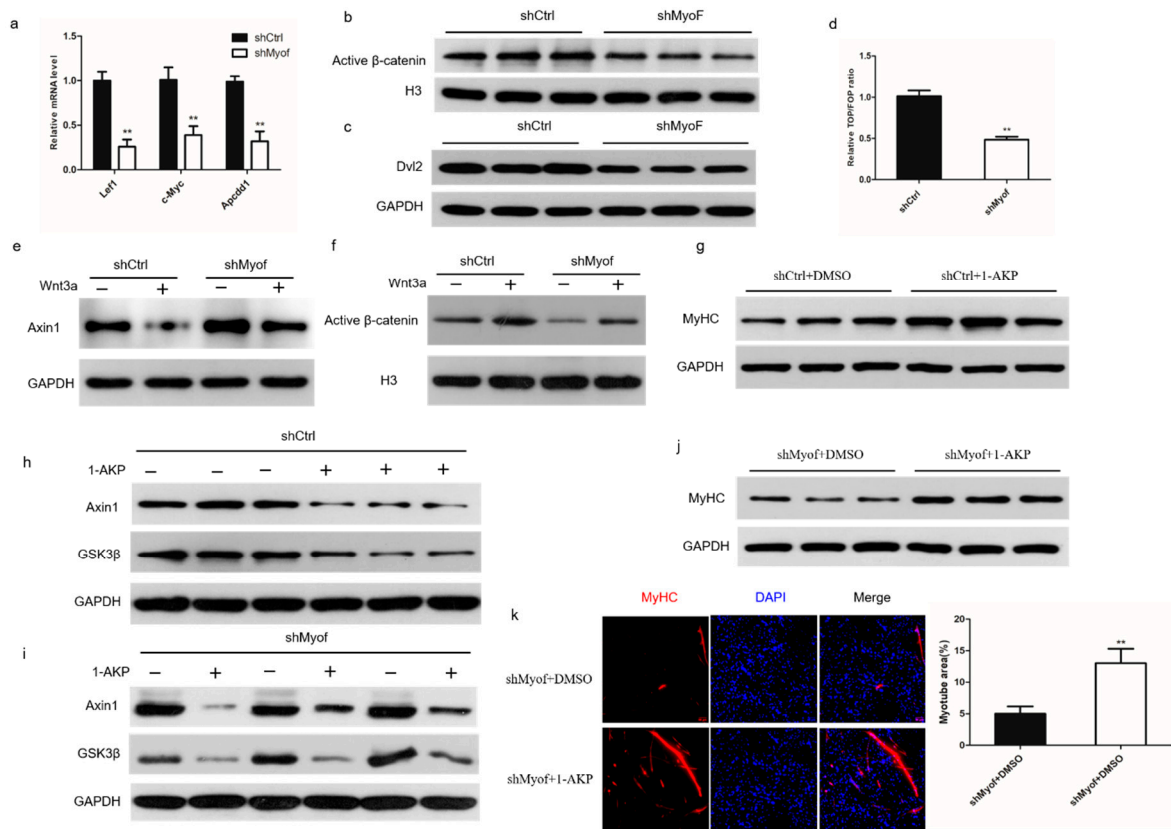 a
shCtrl
shMyof
Relative mRNA level
1.5
1.0
0.5
0.0
** ** **
Lef1 c-Myc Apcdd1
b
shCtrl shMyoF
Active β-catenin
H3
c
shCtrl shMyoF
Dvl2
GAPDH
d
Relative TOP/FOP ratio
1.5
1.0
0.5
0.0
**
shCtrl shMyof
e
shCtrl shMyof
Wnt3a − + − +
Axin1
GAPDH
f
shCtrl shMyof
Wnt3a − + − +
Active β-catenin
H3
g
shCtrl+DMSO shCtrl+1-AKP
MyHC
GAPDH
h
shCtrl
1-AKP − − − + + +
Axin1
GSK3β
GAPDH
i
shMyof
1-AKP − + − + − +
Axin1
GSK3β
GAPDH
j
shMyof+DMSO shMyof+1-AKP
MyHC
GAPDH
k
MyHC DAPI Merge
shMyof+DMSO
shMyof+1-AKP
Myotube area(%)
20
15
10
5
0
**
shMyof+DMSO shMyof+DMSO